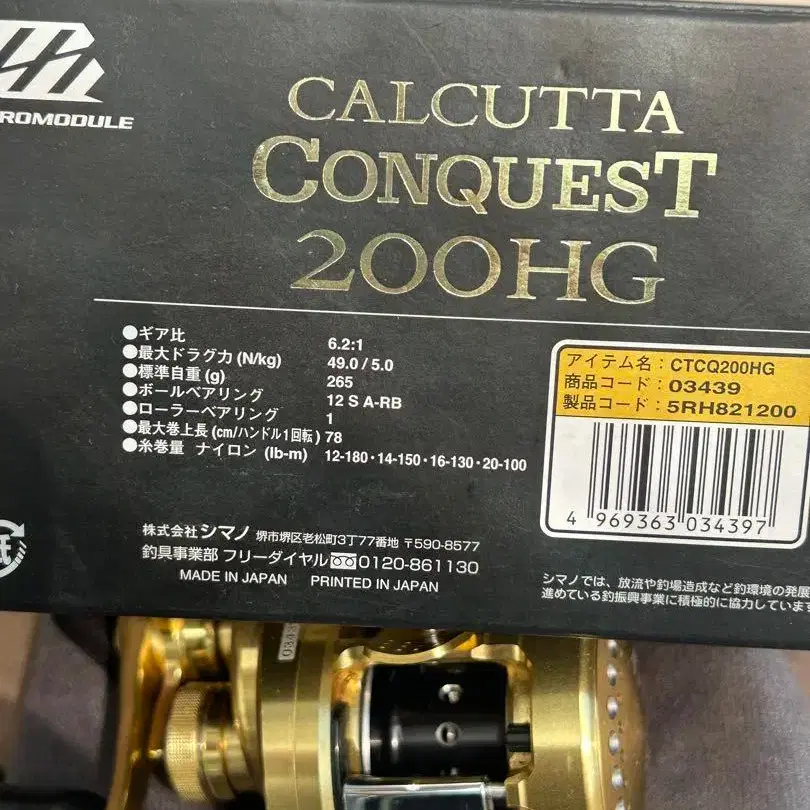 ROMODULE
CALCUTTA
CONQUEST
200HG
●ギア比 6.2:1
●最大ドラグ力 (N/kg) 49.0 / 5.0
●標準自重 (g) 265
●ボールベアリング 12 S A-RB
●ローラーベアリング 1
●最大巻上長 (cm/ハンドル1回転) 78
●糸巻量 ナイロン (lb-m) 12-180・14-150・16-130・20-100
アイテム名：CTCQ200HG
商品コード：03439
製品コード：5RH821200
4 969363 034397
株式会社シマノ 堺市堺区老松町3丁77番地 〒590-8577
釣具事業部 フリーダイヤル 0120-861130
MADE IN JAPAN PRINTED IN JAPAN
シマノでは、放流や釣場造成など釣環境の発展
進めている釣振興事業に積極的に協力しています
紙
0343